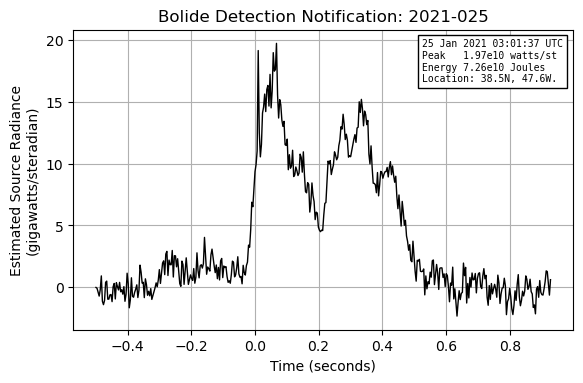 Bolide Detection Notification: 2021-025
25 Jan 2021 03:01:37 UTC
Peak   1.97e10 watts/st
Energy 7.26e10 Joules
Location: 38.5N, 47.6W.
Estimated Source Radiance
(gigawatts/steradian)
20
15
10
5
0
−0.4 −0.2 0.0 0.2 0.4 0.6 0.8
Time (seconds)